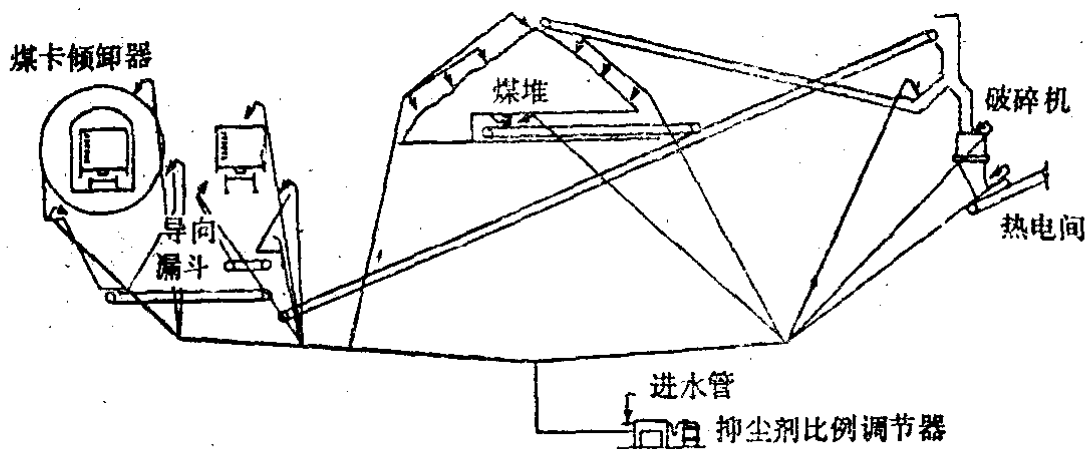 煤卡倾卸器
煤堆
破碎机
导向
漏斗
热电间
进水管
抑尘剂比例调节器